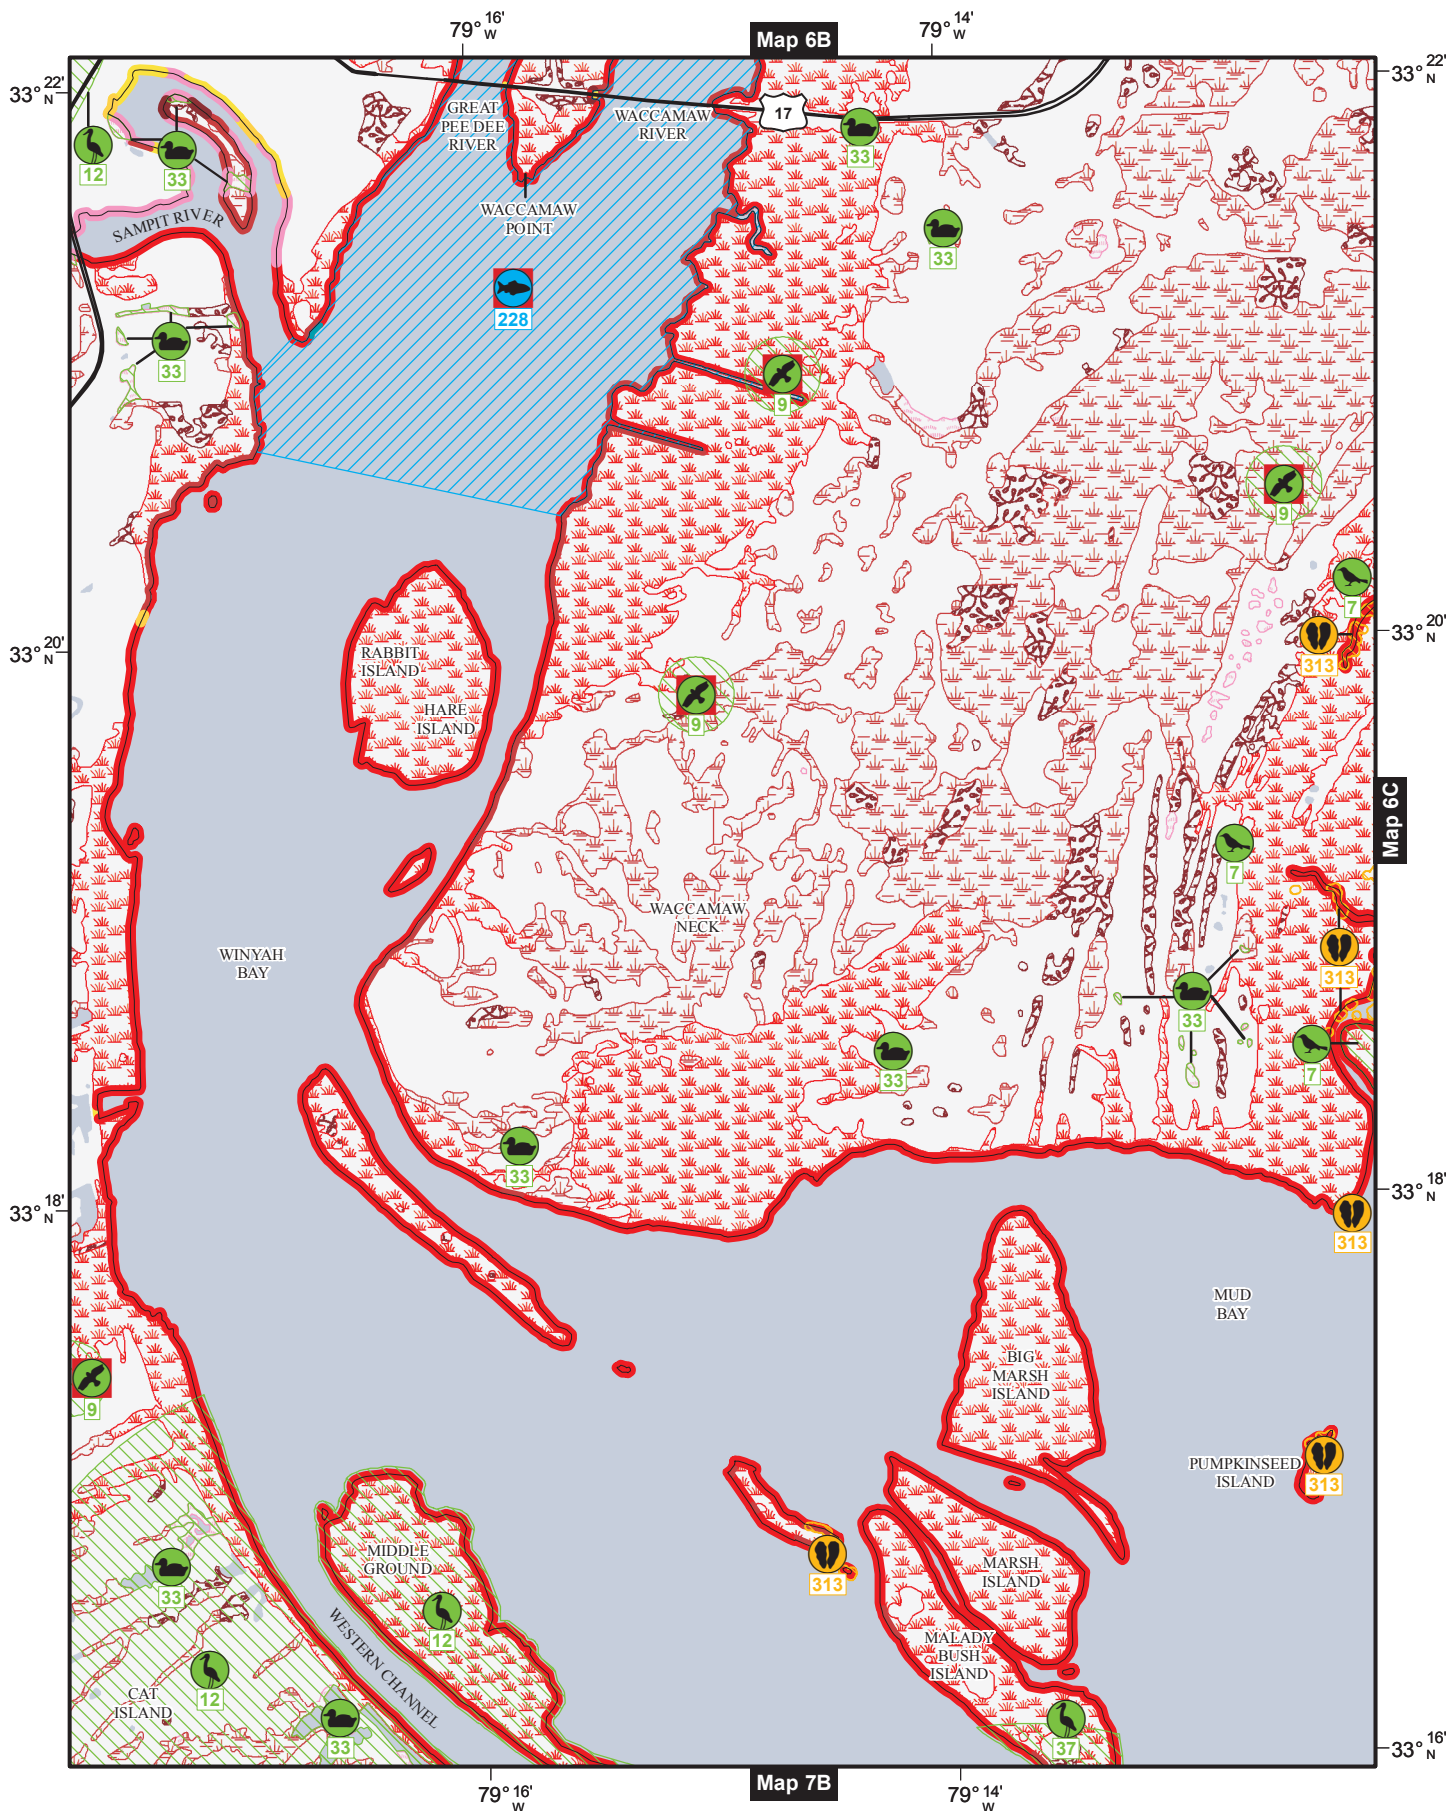 79° 16' W
Map 6B
79° 14' W
33° 22' N
33° 22' N
GREAT
PEE DEE
RIVER
WACCAMAW
RIVER
17
33
12
33
SAMPIT RIVER
WACCAMAW
POINT
33
228
33
9
9
7
33° 20' N
33° 20' N
313
RABBIT
ISLAND
HARE
ISLAND
9
Map 6C
7
WACCAMAW
NECK
WINYAH
BAY
313
33
7
33
33
33° 18' N
33° 18' N
313
MUD
BAY
BIG
MARSH
ISLAND
9
PUMPKINSEED
ISLAND
313
MIDDLE
GROUND
MARSH
ISLAND
313
33
12
MALADY
BUSH
ISLAND
WESTERN CHANNEL
12
CAT
ISLAND
33
37
33° 16' N
79° 16' W
Map 7B
79° 14' W